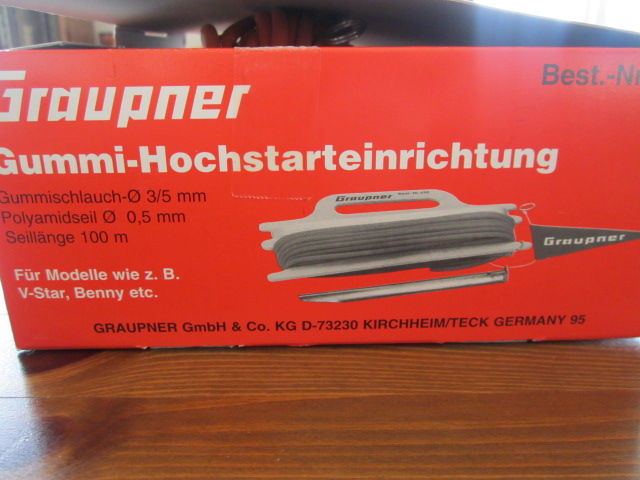 Graupner
Best.-Nr
Gummi-Hochstarteinrichtung
Gummischlauch-Ø 3/5 mm
Polyamidseil Ø 0,5 mm
Seillänge 100 m
Graupner
Graupner
Für Modelle wie z. B.
V-Star, Benny etc.
GRAUPNER GmbH & Co. KG D-73230 KIRCHHEIM/TECK GERMANY 95